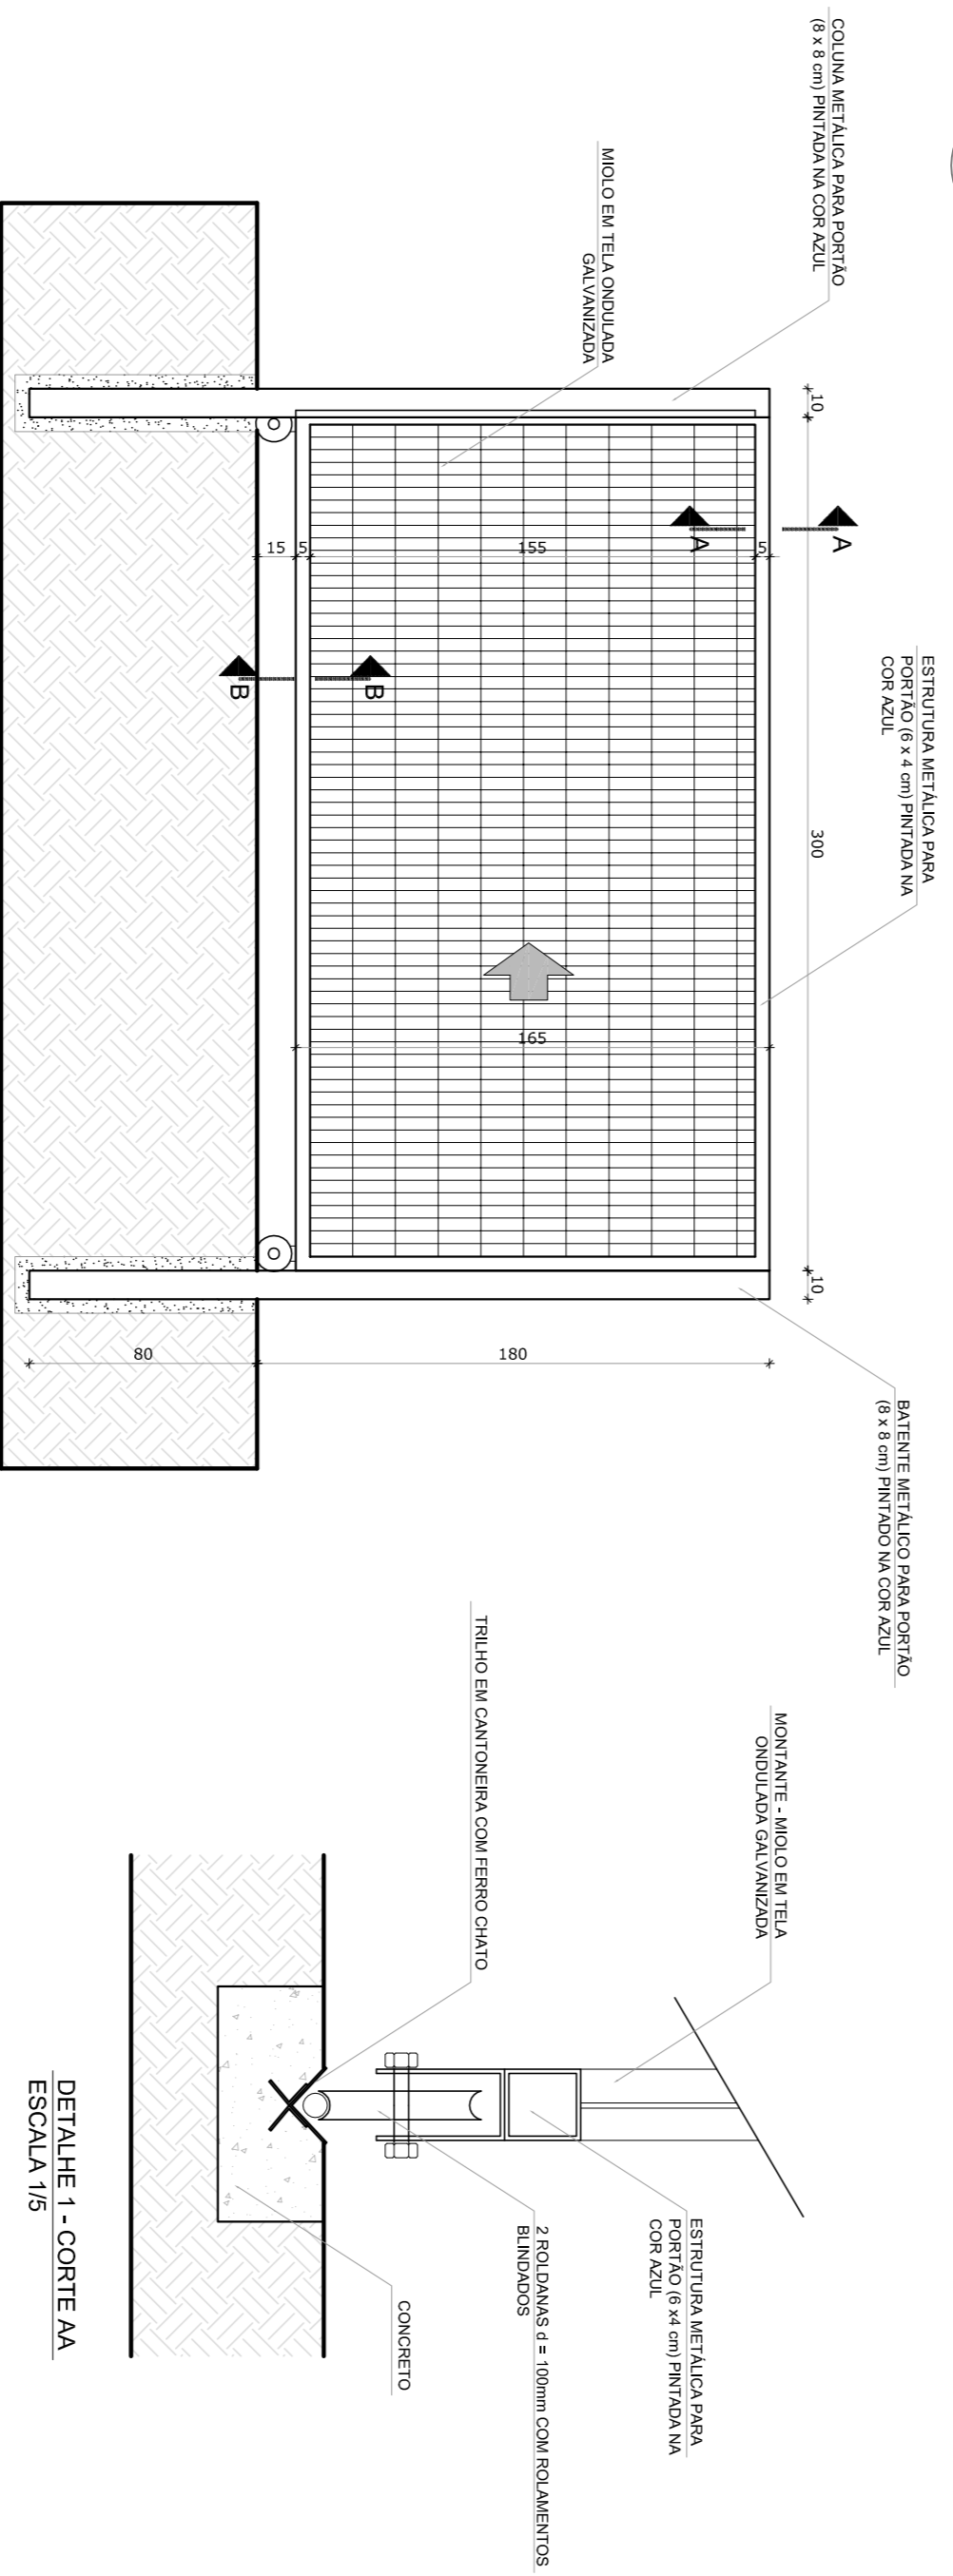 COLUNA METÁLICA PARA PORTÃO
(8 x 8 cm) PINTADA NA COR AZUL
MIOLO EM TELA ONDULADA
GALVANIZADA
ESTRUTURA METÁLICA PARA
PORTÃO (6 x 4 cm) PINTADA NA
COR AZUL
BATENTE METÁLICO PARA PORTÃO
(8 x 8 cm) PINTADO NA COR AZUL
10
300
10
A
A
5
155
5
15
B
B
165
180
80
MONTANTE - MIOLO EM TELA
ONDULADA GALVANIZADA
TRILHO EM CANTONEIRA COM FERRO CHATO
ESTRUTURA METÁLICA PARA
PORTÃO (6 x4 cm) PINTADA NA
COR AZUL
2 ROLDANAS d = 100mm COM ROLAMENTOS
BLINDADOS
CONCRETO
DETALHE 1 - CORTE AA
ESCALA 1/5